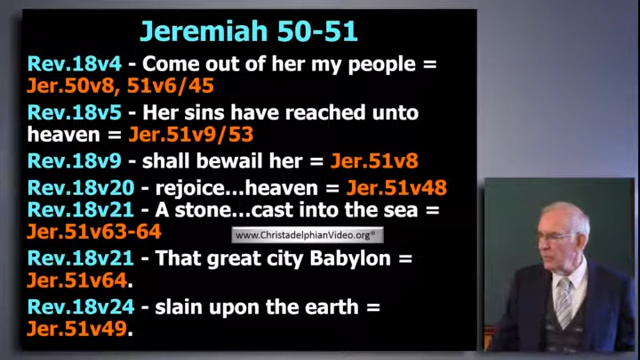 Jeremiah 50-51
Rev.18v4 - Come out of her my people =
Jer.50v8, 51v6/45
Rev.18v5 - Her sins have reached unto
heaven = Jer.51v9/53
Rev.18v9 - shall bewail her = Jer.51v8
Rev.18v20 - rejoice...heaven = Jer.51v48
Rev.18v21 - A stone...cast into the sea =
Jer.51v63-64
www.ChristadelphianVideo.org®
Rev.18v21 - That great city Babylon =
Jer.51v64.
Rev.18v24 - slain upon the earth =
Jer.51v49.